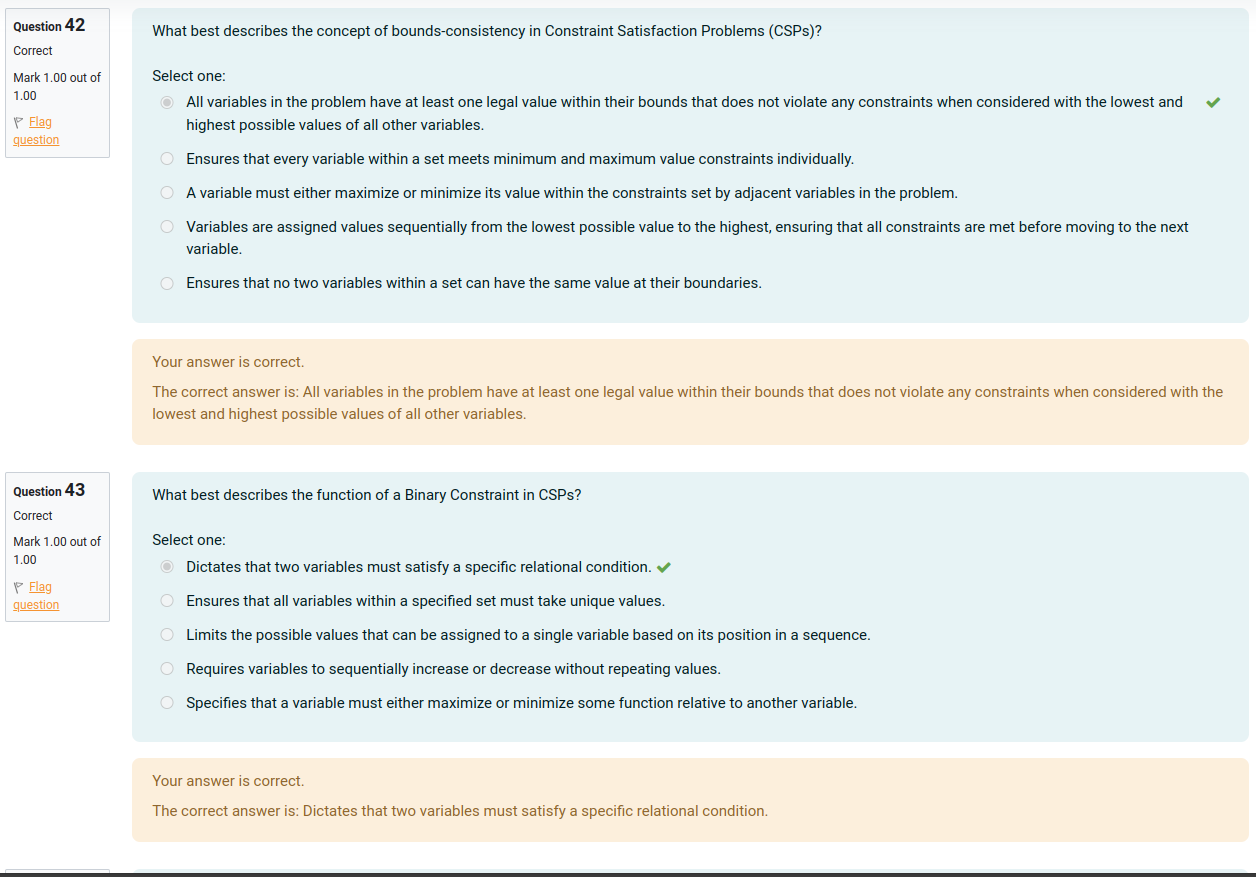 Question 42
Correct
Mark 1.00 out of
1.00
Flag
question
What best describes the concept of bounds-consistency in Constraint Satisfaction Problems (CSPs)?
Select one:
All variables in the problem have at least one legal value within their bounds that does not violate any constraints when considered with the lowest and
highest possible values of all other variables.
Ensures that every variable within a set meets minimum and maximum value constraints individually.
A variable must either maximize or minimize its value within the constraints set by adjacent variables in the problem.
Variables are assigned values sequentially from the lowest possible value to the highest, ensuring that all constraints are met before moving to the next
variable.
Ensures that no two variables within a set can have the same value at their boundaries.
Your answer is correct.
The correct answer is: All variables in the problem have at least one legal value within their bounds that does not violate any constraints when considered with the
lowest and highest possible values of all other variables.
Question 43
Correct
Mark 1.00 out of
1.00
Flag
question
What best describes the function of a Binary Constraint in CSPs?
Select one:
Dictates that two variables must satisfy a specific relational condition.
Ensures that all variables within a specified set must take unique values.
Limits the possible values that can be assigned to a single variable based on its position in a sequence.
Requires variables to sequentially increase or decrease without repeating values.
Specifies that a variable must either maximize or minimize some function relative to another variable.
Your answer is correct.
The correct answer is: Dictates that two variables must satisfy a specific relational condition.